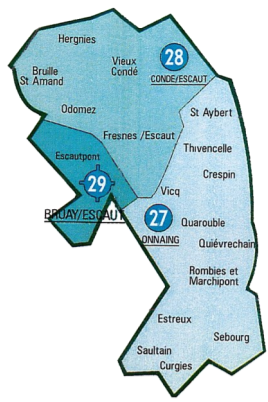 Hergnies
Vieux
Condé
28
CONDE/ESCAUT
Bruille
St Amand
Odomez
St Aybert
Fresnes /Escaut
Thivencelle
Escautpont
Crespin
29
Vicq
BRUAY/ESCAUT
27
ONNAING
Quarouble
Quiévrechain
Rombies et
Marchipont
Estreux
Sebourg
Saultain
Curgies